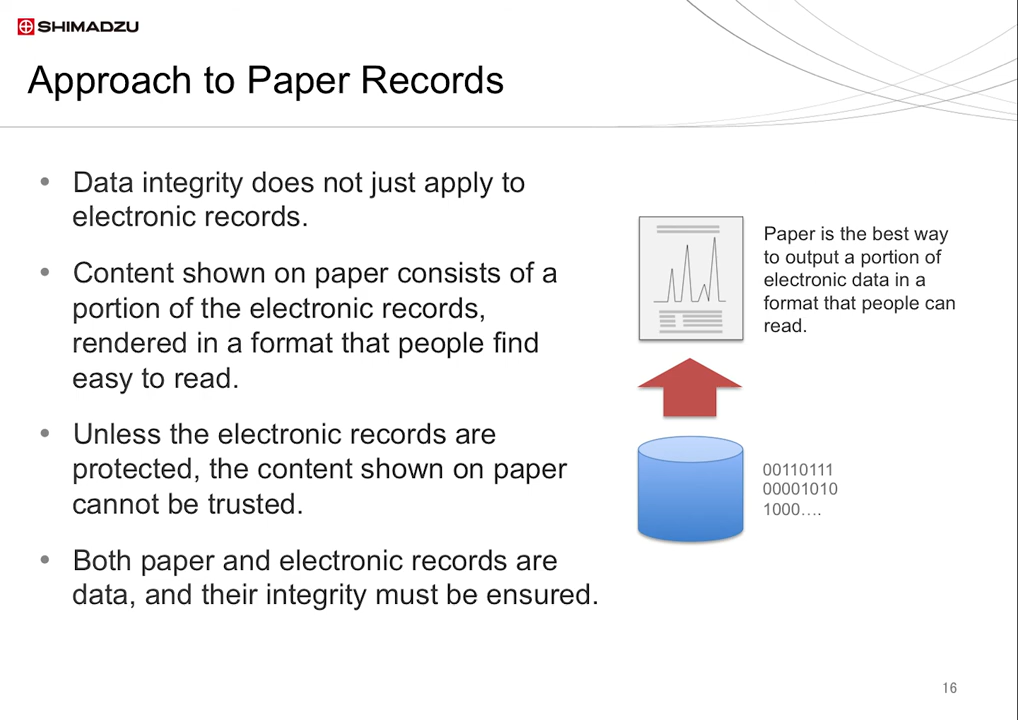 SHIMADZU
Approach to Paper Records
• Data integrity does not just apply to
electronic records.
• Content shown on paper consists of a
portion of the electronic records,
rendered in a format that people find
easy to read.
• Unless the electronic records are
protected, the content shown on paper
cannot be trusted.
• Both paper and electronic records are
data, and their integrity must be ensured.
Paper is the best way
to output a portion of
electronic data in a
format that people can
read.
00110111
00001010
1000….
16